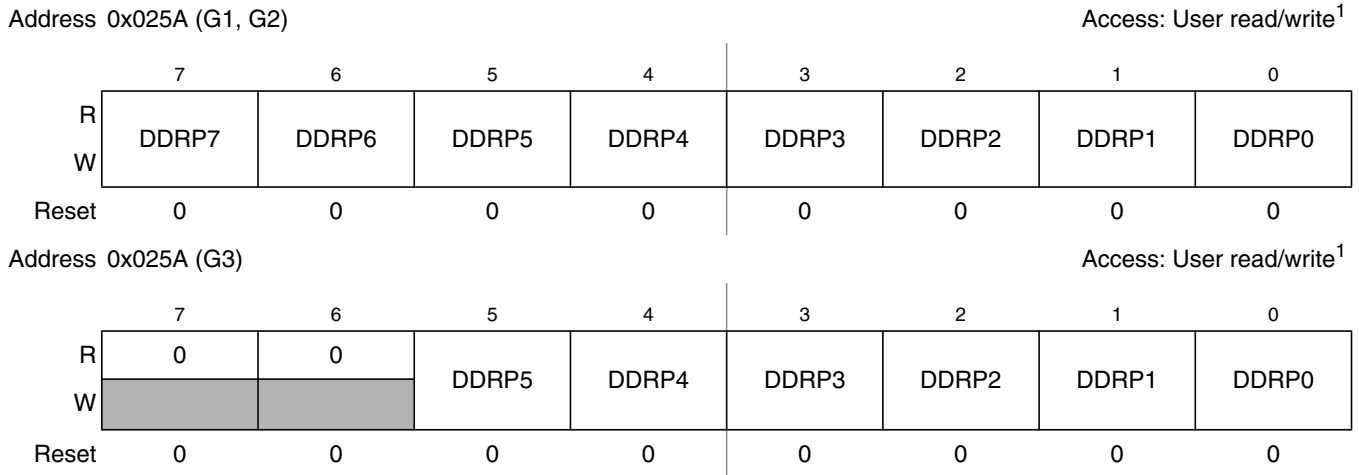 Address 0x025A (G1, G2) Access: User read/write1
7 6 5 4 3 2 1 0
R
DDRP7 DDRP6 DDRP5 DDRP4 DDRP3 DDRP2 DDRP1 DDRP0
W
Reset 0 0 0 0 0 0 0 0
Address 0x025A (G3) Access: User read/write1
7 6 5 4 3 2 1 0
R 0 0
DDRP5 DDRP4 DDRP3 DDRP2 DDRP1 DDRP0
W
Reset 0 0 0 0 0 0 0 0